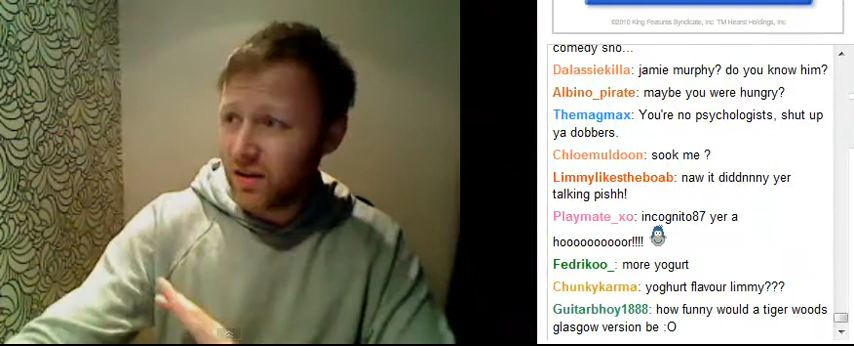 ©2010 King Features Syndicate, Inc. TM Hearst Holdings, Inc
comedy sho...
Dalassiekilla: jamie murphy? do you know him?
Albino_pirate: maybe you were hungry?
Themagmax: You're no psychologists, shut up
ya dobbers.
Chloemuldoon: sook me ?
Limmylikestheboab: naw it diddnnny yer
talking pishh!
Playmate_xo: incognito87 yer a
hoooooooooor!!!!
Fedrikoo_: more yogurt
Chunkykarma: yoghurt flavour limmy???
Guitarbhoy1888: how funny would a tiger woods
glasgow version be :O